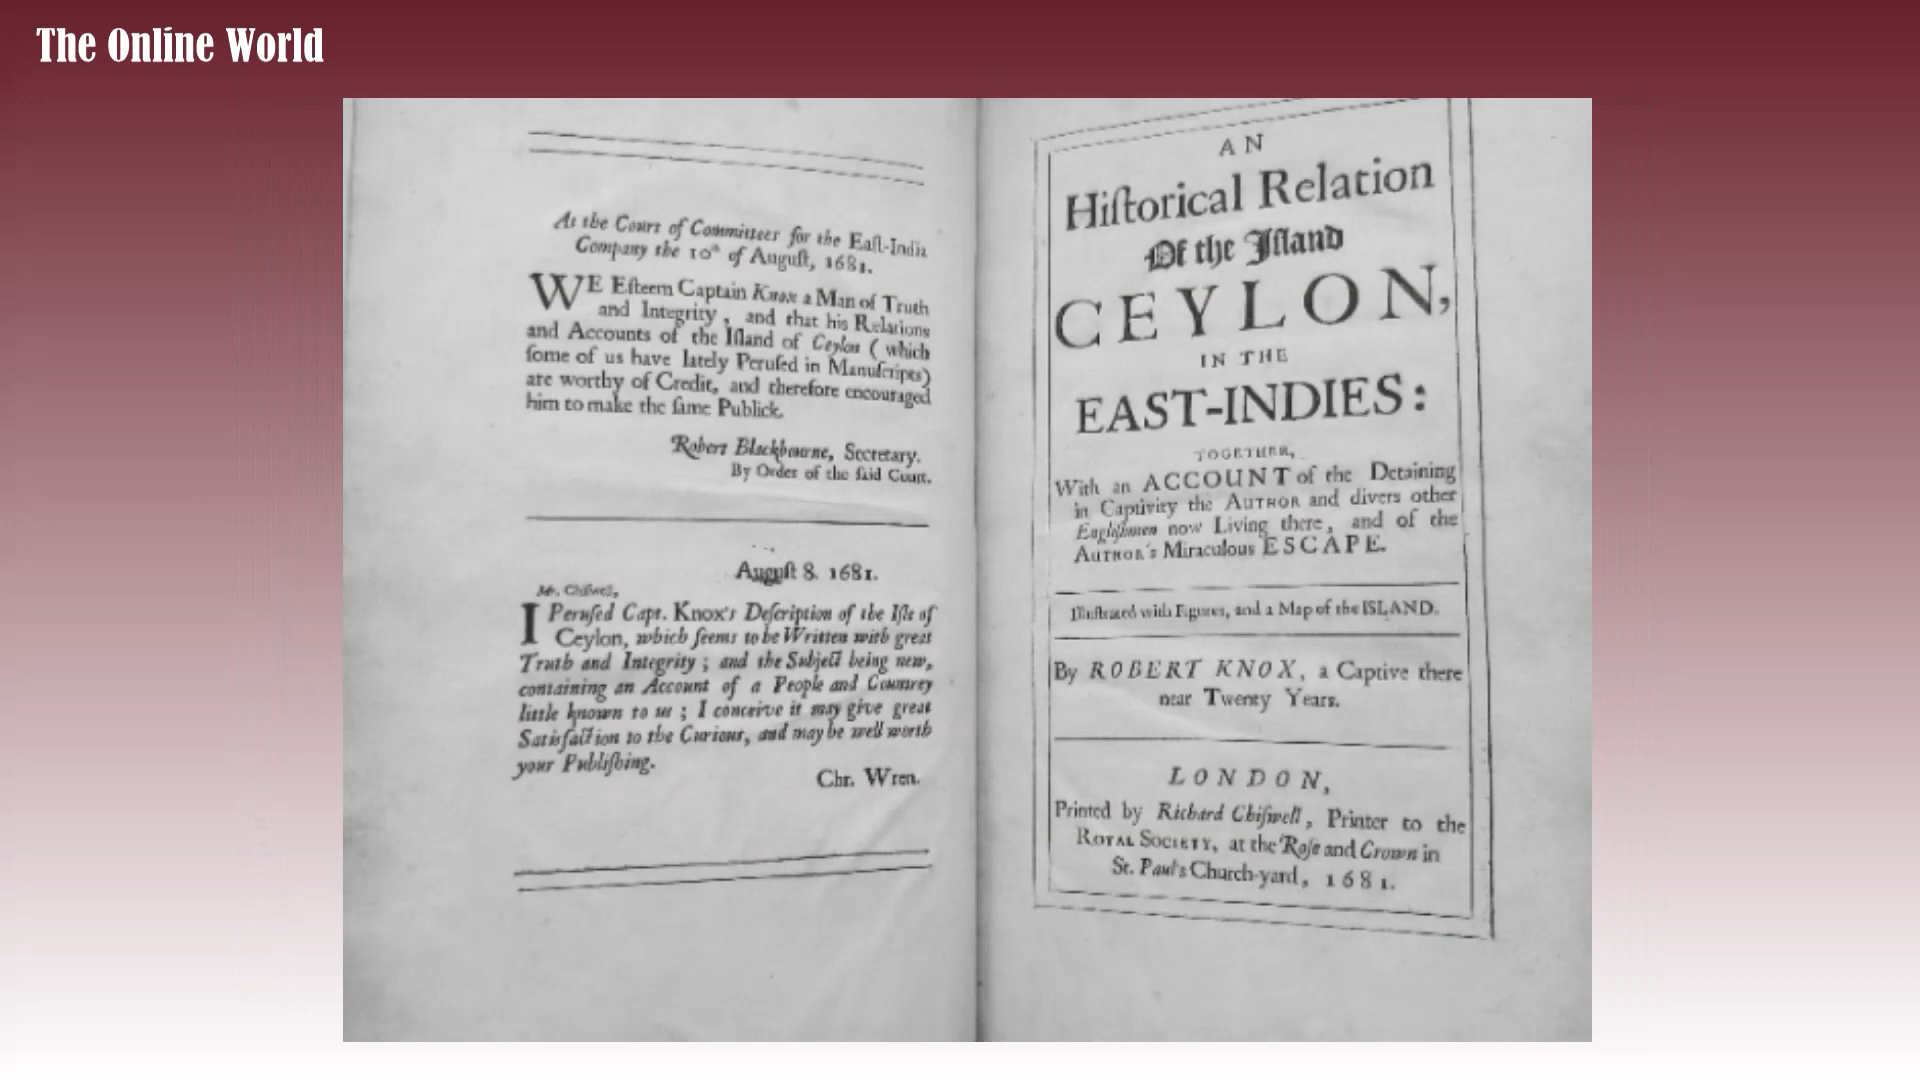 The Online World
At the Court of Committees for the Eaſt-India
Company the 10th of Auguſt, 1681.
WE Eſteem Captain Knox a Man of Truth
and Integrity, and that his Relations
and Accounts of the Iſland of Ceylon (which
ſome of us have lately Peruſed in Manuſcripts)
are worthy of Credit, and therefore encouraged
him to make the ſame Publick.
Robert Blackbourne, Secretary.
By Order of the ſaid Court.
Auguſt 8. 1681.
Mr. Chiſwell,
I Peruſed Capt. Knox's Deſcription of the Iſle of
Ceylon, which ſeems to be Written with great
Truth and Integrity; and the Subject being new,
containing an Account of a People and Countrey
little known to us; I conceive it may give great
Satisfaction to the Curious, and may be well worth
your Publiſhing.
Chr. Wren.
AN
Hiſtorical Relation
Of the Iſland
CEYLON,
IN THE
EAST-INDIES:
TOGETHER,
With an ACCOUNT of the Detaining
in Captivity the AUTHOR and divers other
Engliſhmen now Living there, and of the
AUTHOR's Miraculous ESCAPE.
Illuſtrated with Figures, and a Map of the ISLAND.
By ROBERT KNOX, a Captive there
near Twenty Years.
LONDON,
Printed by Richard Chiſwell, Printer to the
ROYAL SOCIETY, at the Roſe and Crown in
St. Paul's Church-yard, 1681.